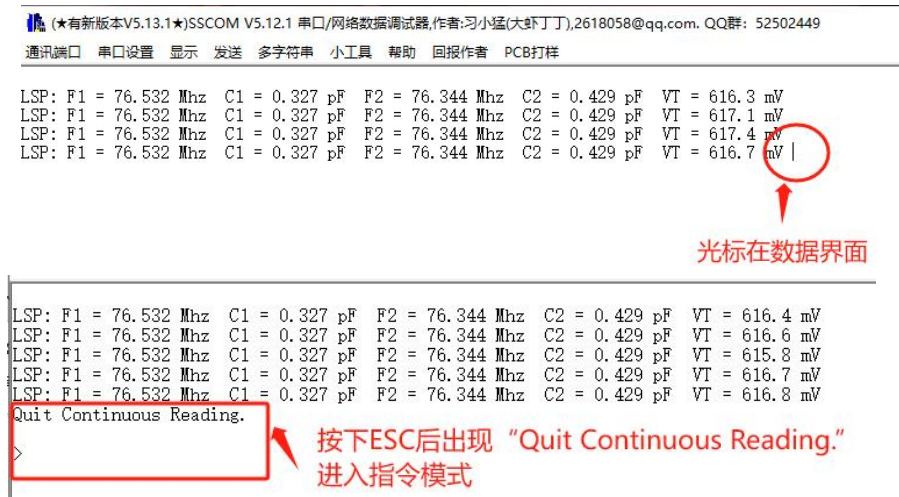 (★有新版本V5.13.1★)SSCOM V5.12.1 串口/网络数据调试器,作者:习小猛(大虾丁丁),2618058@qq.com. QQ群: 52502449
通讯端口 串口设置 显示 发送 多字符串 小工具 帮助 回报作者 PCB打样
LSP: F1 = 76.532 Mhz C1 = 0.327 pF F2 = 76.344 Mhz C2 = 0.429 pF VT = 616.3 mV
LSP: F1 = 76.532 Mhz C1 = 0.327 pF F2 = 76.344 Mhz C2 = 0.429 pF VT = 617.1 mV
LSP: F1 = 76.532 Mhz C1 = 0.327 pF F2 = 76.344 Mhz C2 = 0.429 pF VT = 617.4 mV
LSP: F1 = 76.532 Mhz C1 = 0.327 pF F2 = 76.344 Mhz C2 = 0.429 pF VT = 616.7 mV
光标在数据界面
LSP: F1 = 76.532 Mhz C1 = 0.327 pF F2 = 76.344 Mhz C2 = 0.429 pF VT = 616.4 mV
LSP: F1 = 76.532 Mhz C1 = 0.327 pF F2 = 76.344 Mhz C2 = 0.429 pF VT = 616.6 mV
LSP: F1 = 76.532 Mhz C1 = 0.327 pF F2 = 76.344 Mhz C2 = 0.429 pF VT = 615.8 mV
LSP: F1 = 76.532 Mhz C1 = 0.327 pF F2 = 76.344 Mhz C2 = 0.429 pF VT = 616.7 mV
LSP: F1 = 76.532 Mhz C1 = 0.327 pF F2 = 76.344 Mhz C2 = 0.429 pF VT = 616.8 mV
Quit Continuous Reading.
>
按下ESC后出现“Quit Continuous Reading.”
进入指令模式